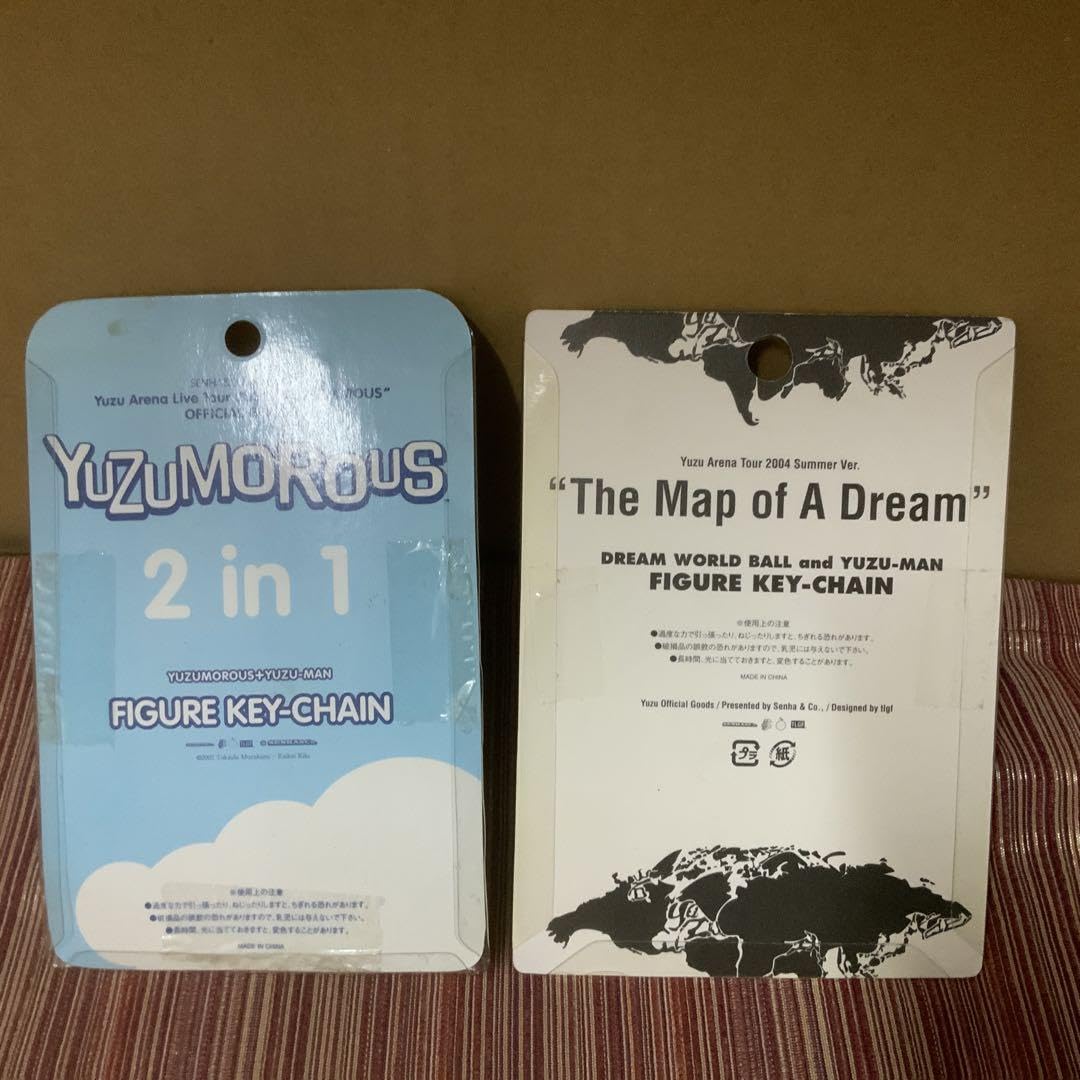 Yuzu Arena Live Tour
OFFICIAL
YUZUMOROUS
2 in 1
YUZUMOROUS+YUZU-MAN
FIGURE KEY-CHAIN
SENHA&Co.
※使用上の注意
●過度な力で引っ張ったり、ねじったりしますと、ちぎれる恐れがあります。
●破損品の誤飲の恐れがありますので、乳児には与えないで下さい。
●長時間、光に当てておきますと、変色することがあります。
MADE IN CHINA
Yuzu Arena Tour 2004 Summer Ver.
“The Map of A Dream”
DREAM WORLD BALL and YUZU-MAN
FIGURE KEY-CHAIN
※使用上の注意
●過度な力で引っ張ったり、ねじったりしますと、ちぎれる恐れがあります。
●破損品の誤飲の恐れがありますので、乳児には与えないで下さい。
●長時間、光に当てておきますと、変色することがあります。
MADE IN CHINA
Yuzu Official Goods / Presented by Senha & Co., / Designed by tlgf
SENHA&Co. TLGF
プラ 紙